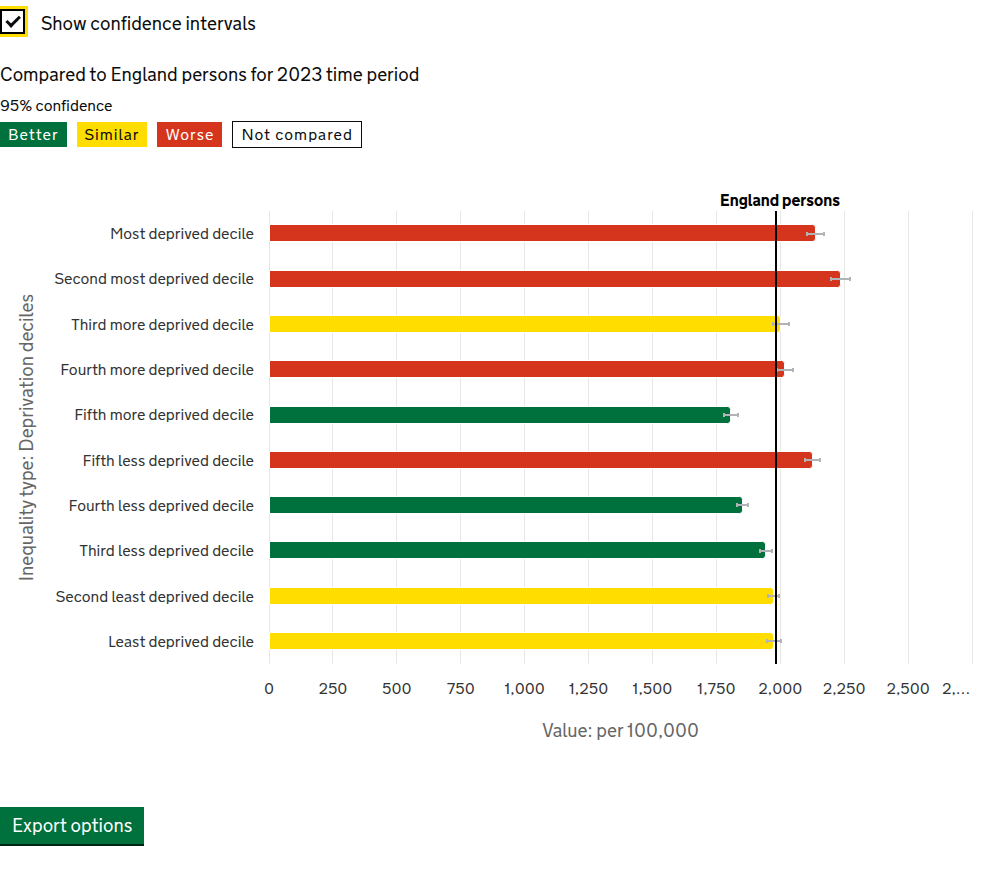 Show confidence intervals
Compared to England persons for 2023 time period
95% confidence
Better Similar Worse Not compared
England persons
Inequality type: Deprivation deciles
Most deprived decile
Second most deprived decile
Third more deprived decile
Fourth more deprived decile
Fifth more deprived decile
Fifth less deprived decile
Fourth less deprived decile
Third less deprived decile
Second least deprived decile
Least deprived decile
0 250 500 750 1,000 1,250 1,500 1,750 2,000 2,250 2,500 2,...
Value: per 100,000
Export options